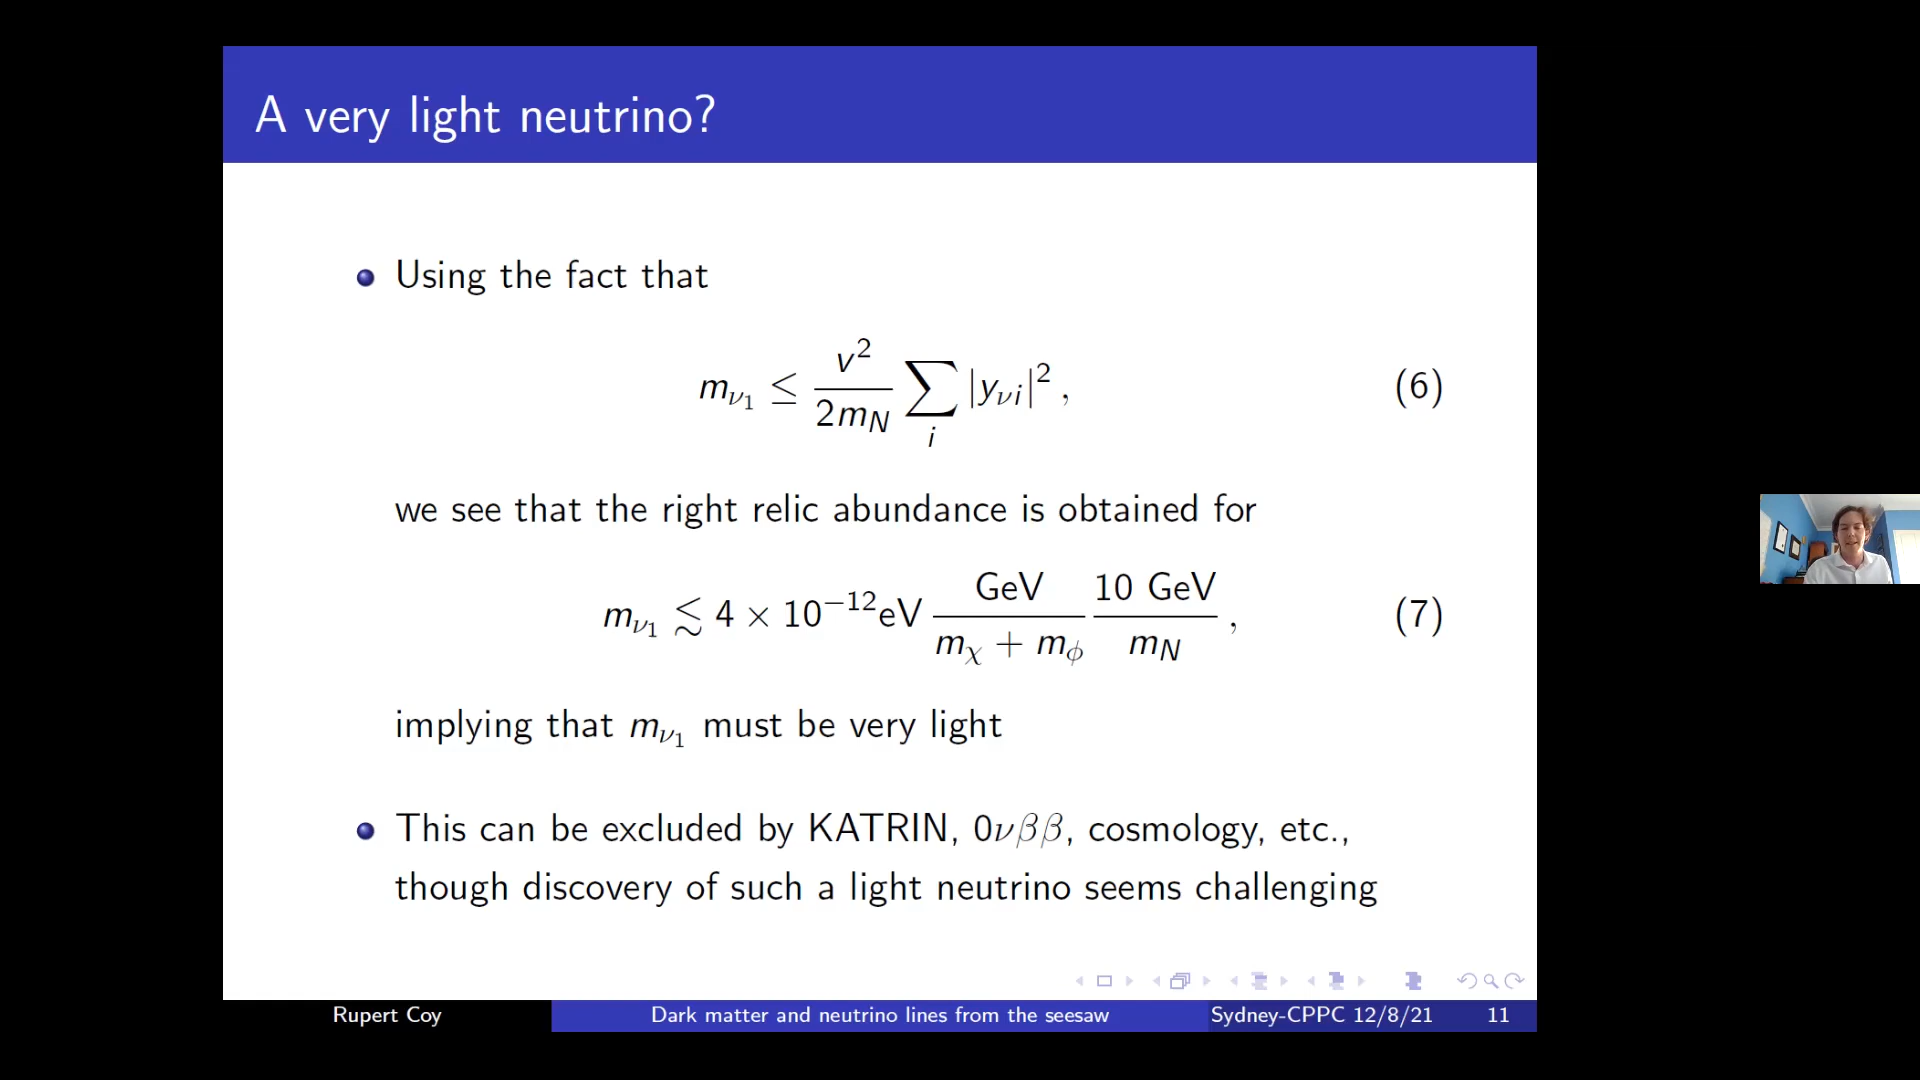 A very light neutrino?
Using the fact that
m_{ν_1} ≤ \frac{v^2}{2m_N} \sum_i |y_{νi}|^2 , (6)
we see that the right relic abundance is obtained for
m_{ν_1} ≲ 4 × 10^{−12}eV \frac{GeV}{m_χ + m_ϕ} \frac{10 GeV}{m_N} , (7)
implying that m_{ν_1} must be very light
This can be excluded by KATRIN, 0νββ, cosmology, etc.,
though discovery of such a light neutrino seems challenging
Rupert Coy Dark matter and neutrino lines from the seesaw Sydney-CPPC 12/8/21 11